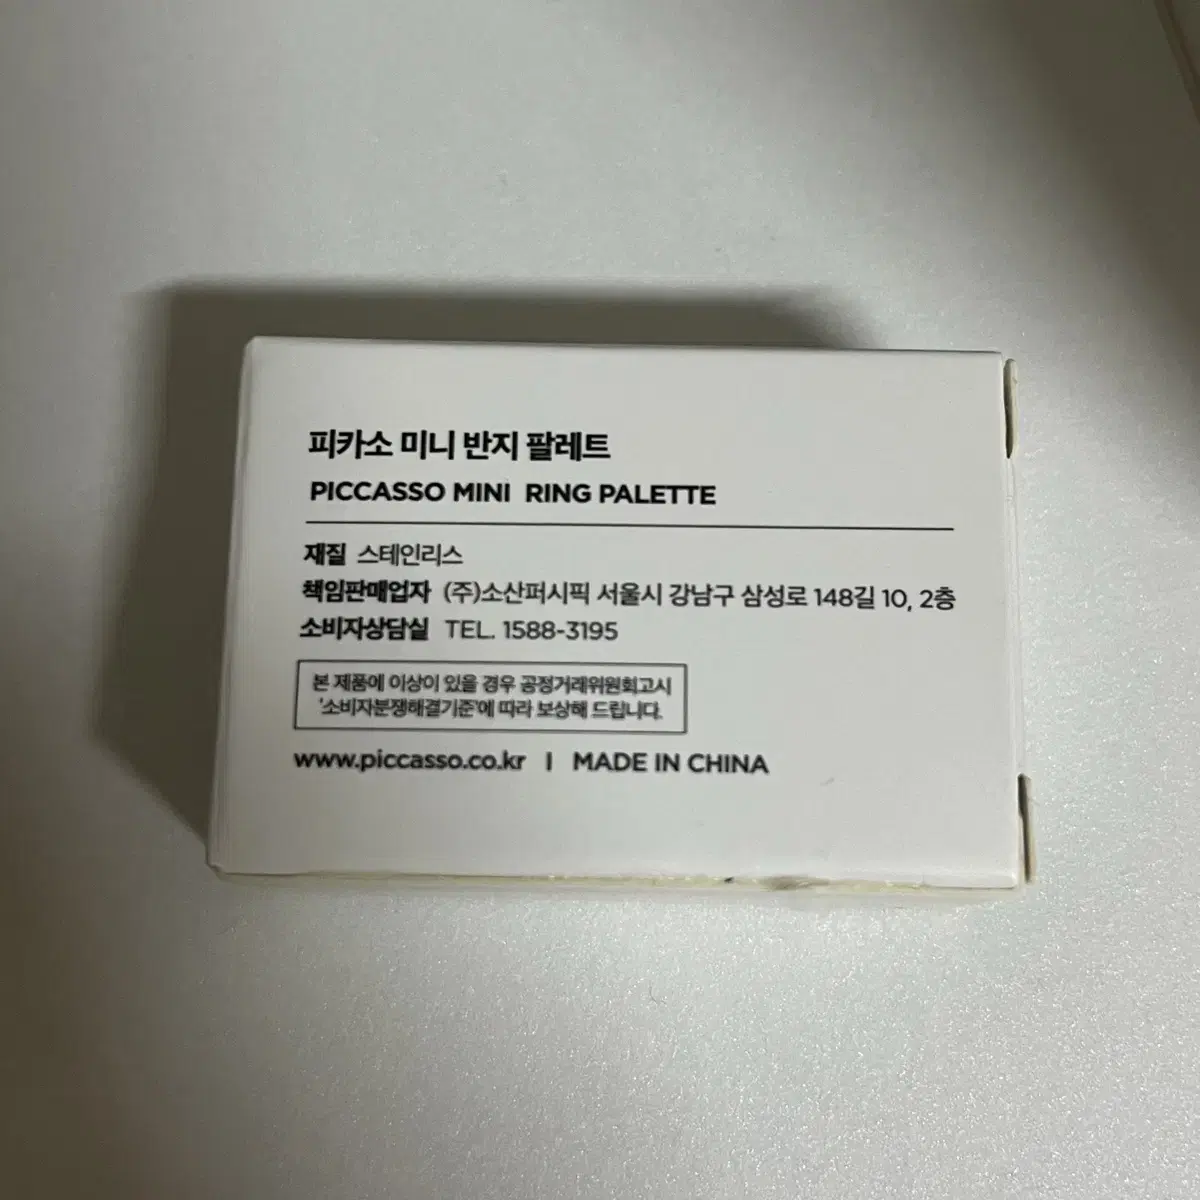 피카소 미니 반지 팔레트
PICCASSO MINI RING PALETTE
재질 스테인리스
책임판매업자 (주)소산퍼시픽 서울시 강남구 삼성로 148길 10, 2층
소비자상담실 TEL. 1588-3195
본 제품에 이상이 있을 경우 공정거래위원회고시
'소비자분쟁해결기준'에 따라 보상해 드립니다.
www.piccasso.co.kr I MADE IN CHINA